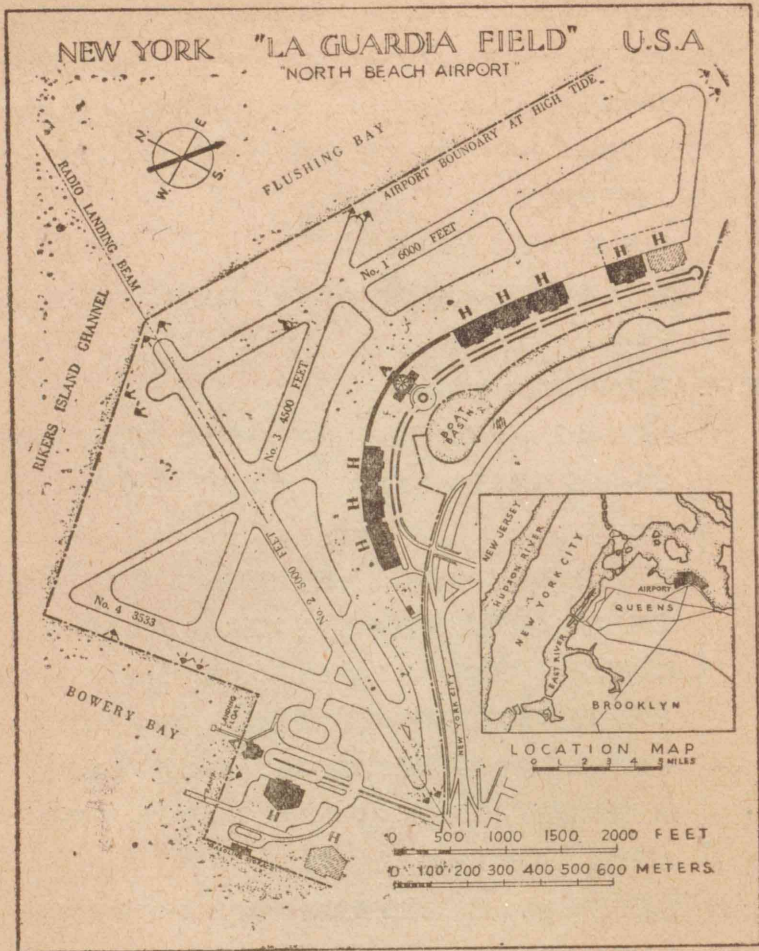 NEW YORK "LA GUARDIA FIELD" U.S.A
"NORTH BEACH AIRPORT"
N
E
W
S
FLUSHING BAY
AIRPORT BOUNDARY AT HIGH TIDE
RADIO LANDING BEAM
RIKERS ISLAND CHANNEL
No. 1 6000 FEET
H
H
H
H
H
A
BOAT
BASIN
No. 3 4500 FEET
H
H
H
No. 2 5000 FEET
No. 4 3533
BOWERY BAY
LANDING
FLOAT
RAMP
H
H
NEW YORK CITY
NEW JERSEY
HUDSON RIVER
NEW YORK CITY
EAST RIVER
AIRPORT
QUEENS
BROOKLYN
LOCATION MAP
0 1 2 3 4 5 MILES
0 500 1000 1500 2000 FEET
0 100 200 300 400 500 600 METERS